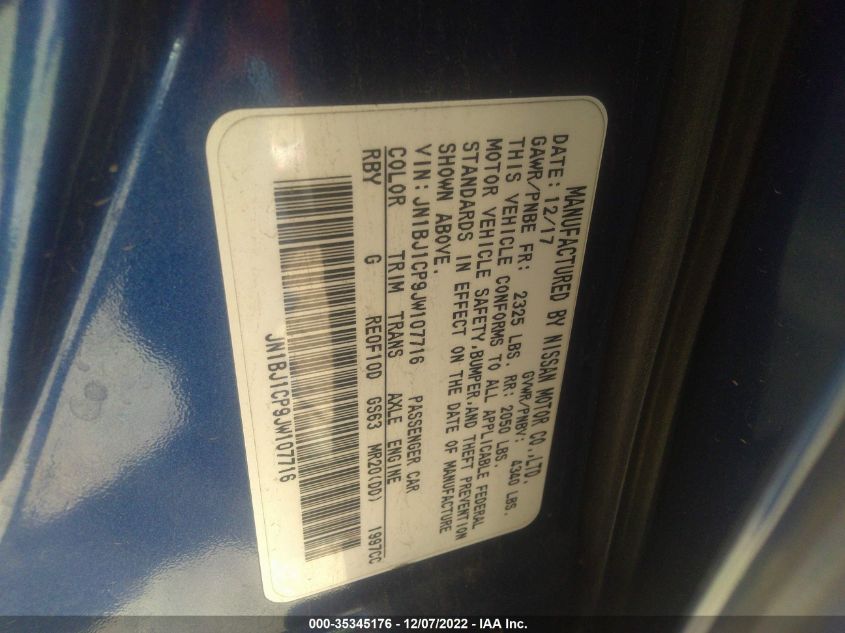 MANUFACTURED BY NISSAN MOTOR CO.,LTD.
DATE: 12/17 GVWR/PNBV: 4340 LBS.
GAWR/PNBE FR: 2325 LBS. RR: 2050 LBS.
THIS VEHICLE CONFORMS TO ALL APPLICABLE FEDERAL
MOTOR VEHICLE SAFETY,BUMPER,AND THEFT PREVENTION
STANDARDS IN EFFECT ON THE DATE OF MANUFACTURE
SHOWN ABOVE.
VIN: JN1BJ1CP9JW107716 PASSENGER CAR
COLOR TRIM TRANS AXLE ENGINE
RBY G RE0F10D GS63 MR20(DD) 1997CC
JN1BJ1CP9JW107716
000-35345176 - 12/07/2022 - IAA Inc.